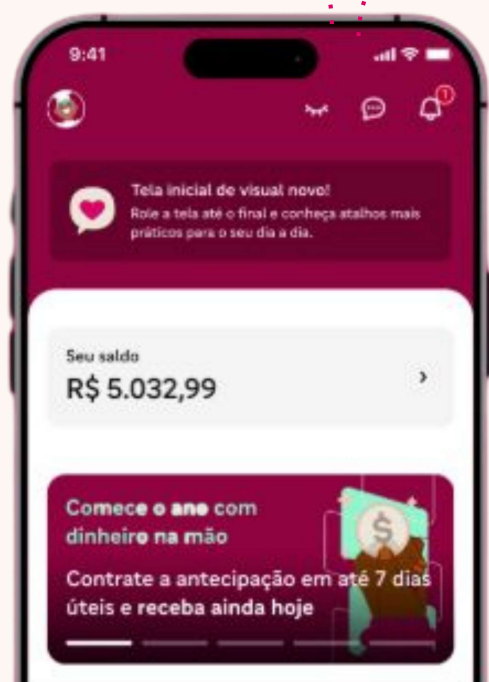 9:41
1
Tela inicial de visual novo!
Role a tela até o final e conheça atalhos mais
práticos para o seu dia a dia.
Seu saldo
R$ 5.032,99
Comece o ano com
dinheiro na mão
$
Contrate a antecipação em até 7 dias
úteis e receba ainda hoje